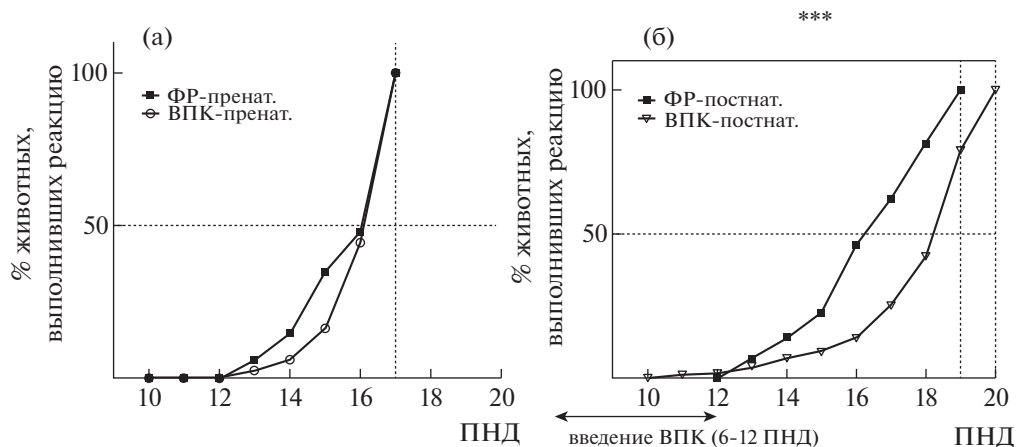 (а)
% животных,
выполнивших реакцию
100
50
ФР-пренат.
ВПК-пренат.
10 12 14 16 18 20
ПНД
***
(б)
% животных,
выполнивших реакцию
100
50
ФР-постнат.
ВПК-постнат.
10 12 14 16 18 20
введение ВПК (6-12 ПНД)
ПНД